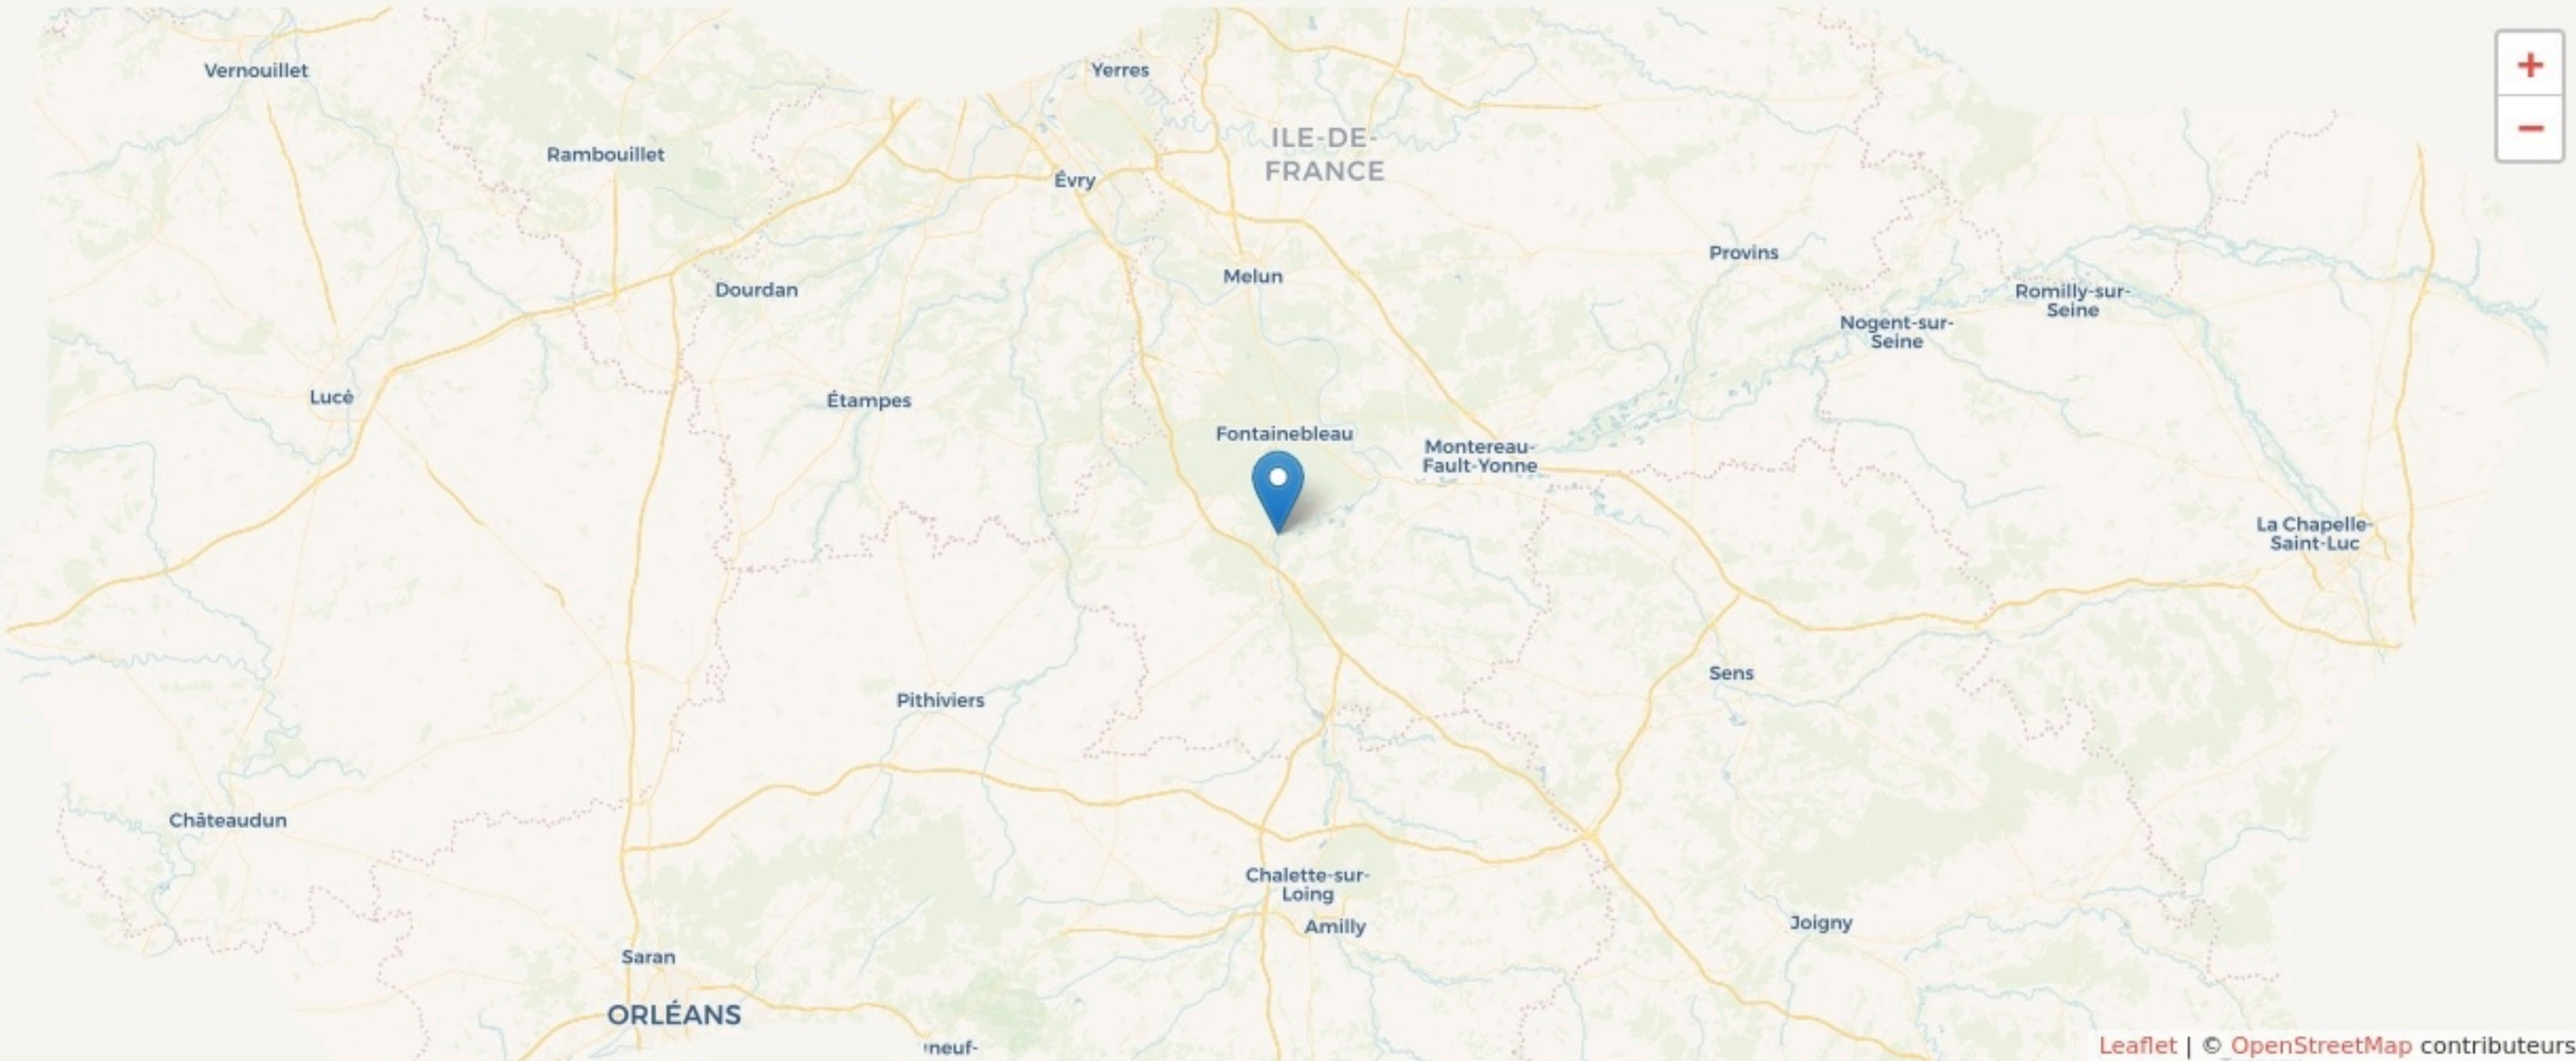 Vernouillet
Yerres
+
ILE-DE-
FRANCE
Rambouillet
−
Évry
Provins
Melun
Dourdan
Romilly-sur-
Seine
Nogent-sur-
Seine
Lucé
Étampes
Fontainebleau
Montereau-
Fault-Yonne
La Chapelle-
Saint-Luc
Sens
Pithiviers
Châteaudun
Chalette-sur-
Loing
Amilly
Joigny
Saran
ORLÉANS
neuf-
Leaflet | © OpenStreetMap contributeurs